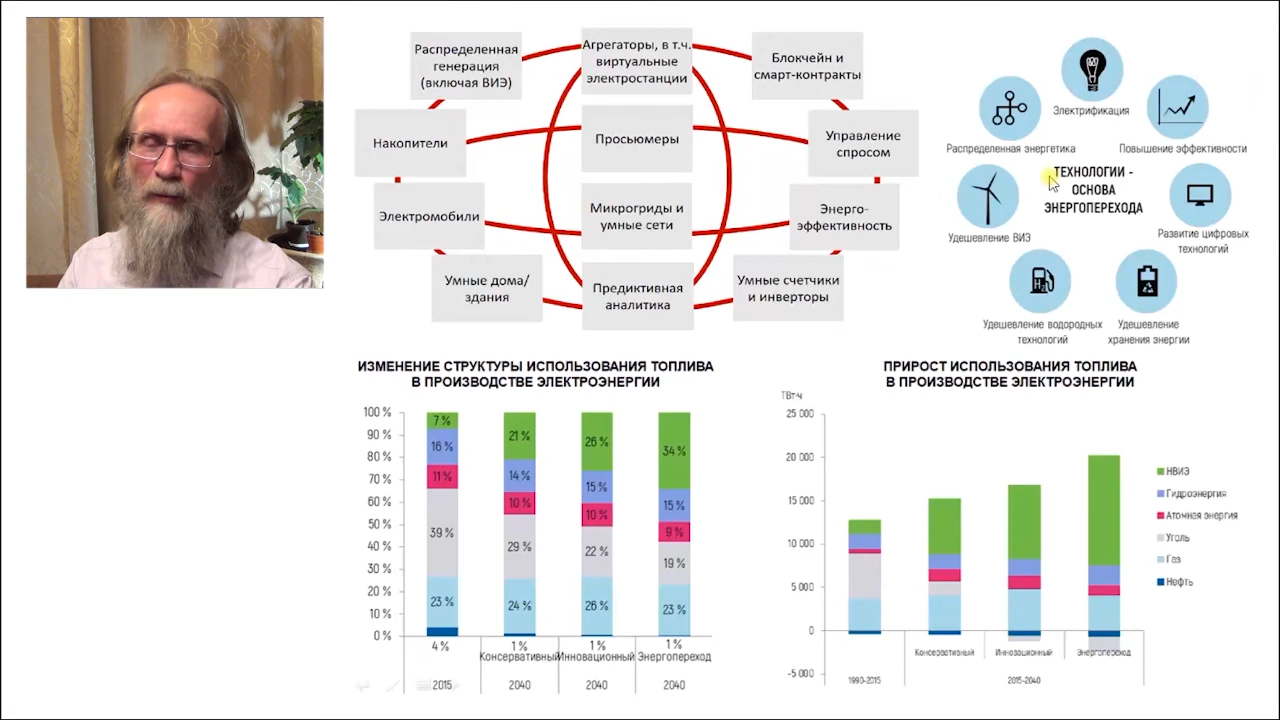 Распределенная
генерация
(включая ВИЭ)
Агрегаторы, в т.ч.
виртуальные
электростанции
Блокчейн и
смарт-контракты
Накопители
Просьюмеры
Управление
спросом
Электромобили
Микрогриды и
умные сети
Энерго-
эффективность
Умные дома/
здания
Предиктивная
аналитика
Умные счетчики
и инверторы
Электрификация
Распределенная энергетика
Повышение эффективности
ТЕХНОЛОГИИ -
ОСНОВА
ЭНЕРГОПЕРЕХОДА
Удешевление ВИЭ
Развитие цифровых
технологий
Удешевление водородных
технологий
Удешевление
хранения энергии
H2
ИЗМЕНЕНИЕ СТРУКТУРЫ ИСПОЛЬЗОВАНИЯ ТОПЛИВА
В ПРОИЗВОДСТВЕ ЭЛЕКТРОЭНЕРГИИ
100 %
90 %
80 %
70 %
60 %
50 %
40 %
30 %
20 %
10 %
0 %
7 %
16 %
11 %
39 %
23 %
4 %
21 %
14 %
10 %
29 %
24 %
1 %
26 %
15 %
10 %
22 %
26 %
1 %
34 %
15 %
9 %
19 %
23 %
1 %
Консервативный
Инновационный
Энергопереход
2015
2040
2040
2040
ПРИРОСТ ИСПОЛЬЗОВАНИЯ ТОПЛИВА
В ПРОИЗВОДСТВЕ ЭЛЕКТРОЭНЕРГИИ
ТВт·ч
25 000
20 000
15 000
10 000
5 000
0
-5 000
Консервативный
Инновационный
Энергопереход
1990-2015
2015-2040
НВИЭ
Гидроэнергия
Атомная энергия
Уголь
Газ
Нефть